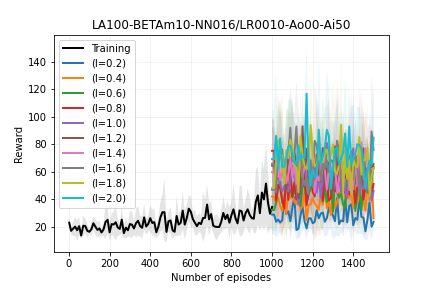 LA100-BETAm10-NN016/LR0010-Ao00-Ai50
Training
(l=0.2)
(l=0.4)
(l=0.6)
(l=0.8)
(l=1.0)
(l=1.2)
(l=1.4)
(l=1.6)
(l=1.8)
(l=2.0)
Reward
140
120
100
80
60
40
20
0 200 400 600 800 1000 1200 1400
Number of episodes